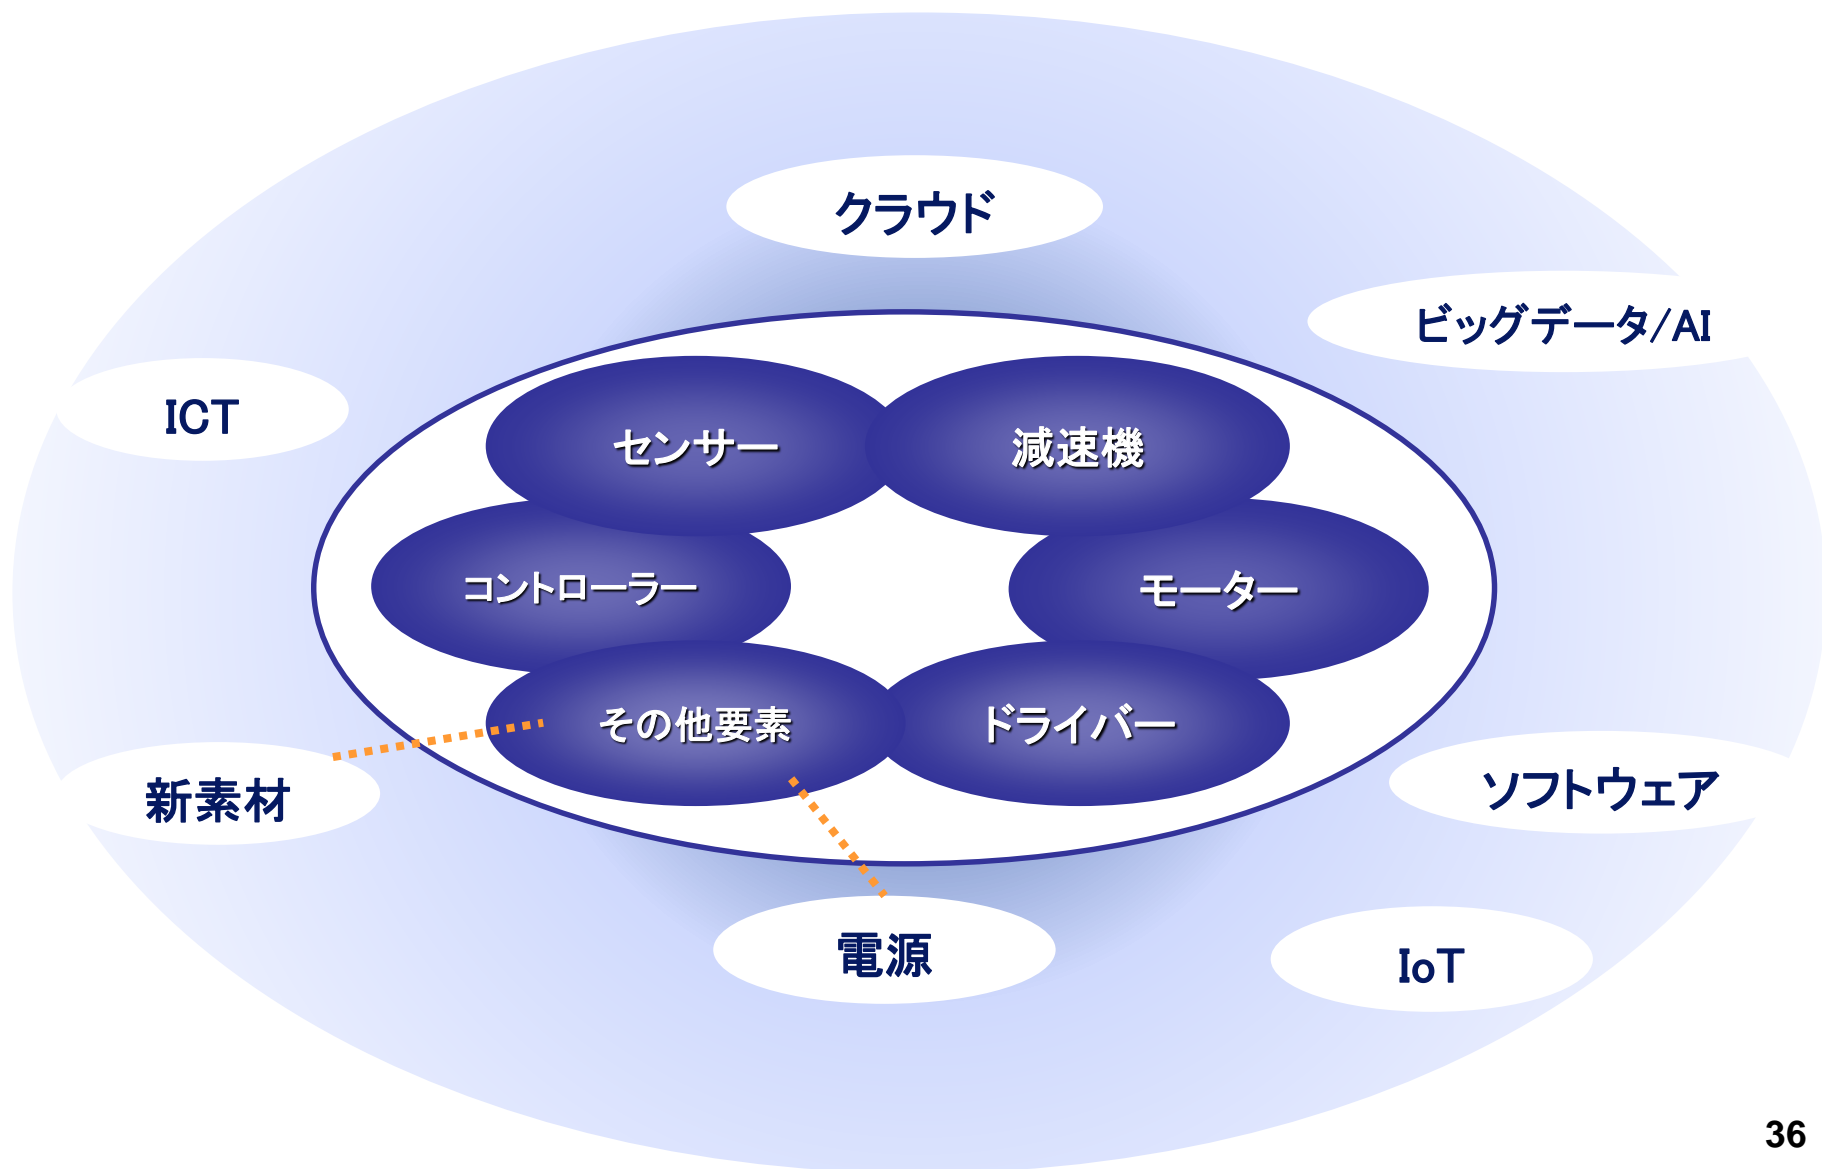 クラウド
ビッグデータ/AI
ICT
センサー
減速機
コントローラー
モーター
その他要素
ドライバー
新素材
ソフトウェア
電源
IoT
36